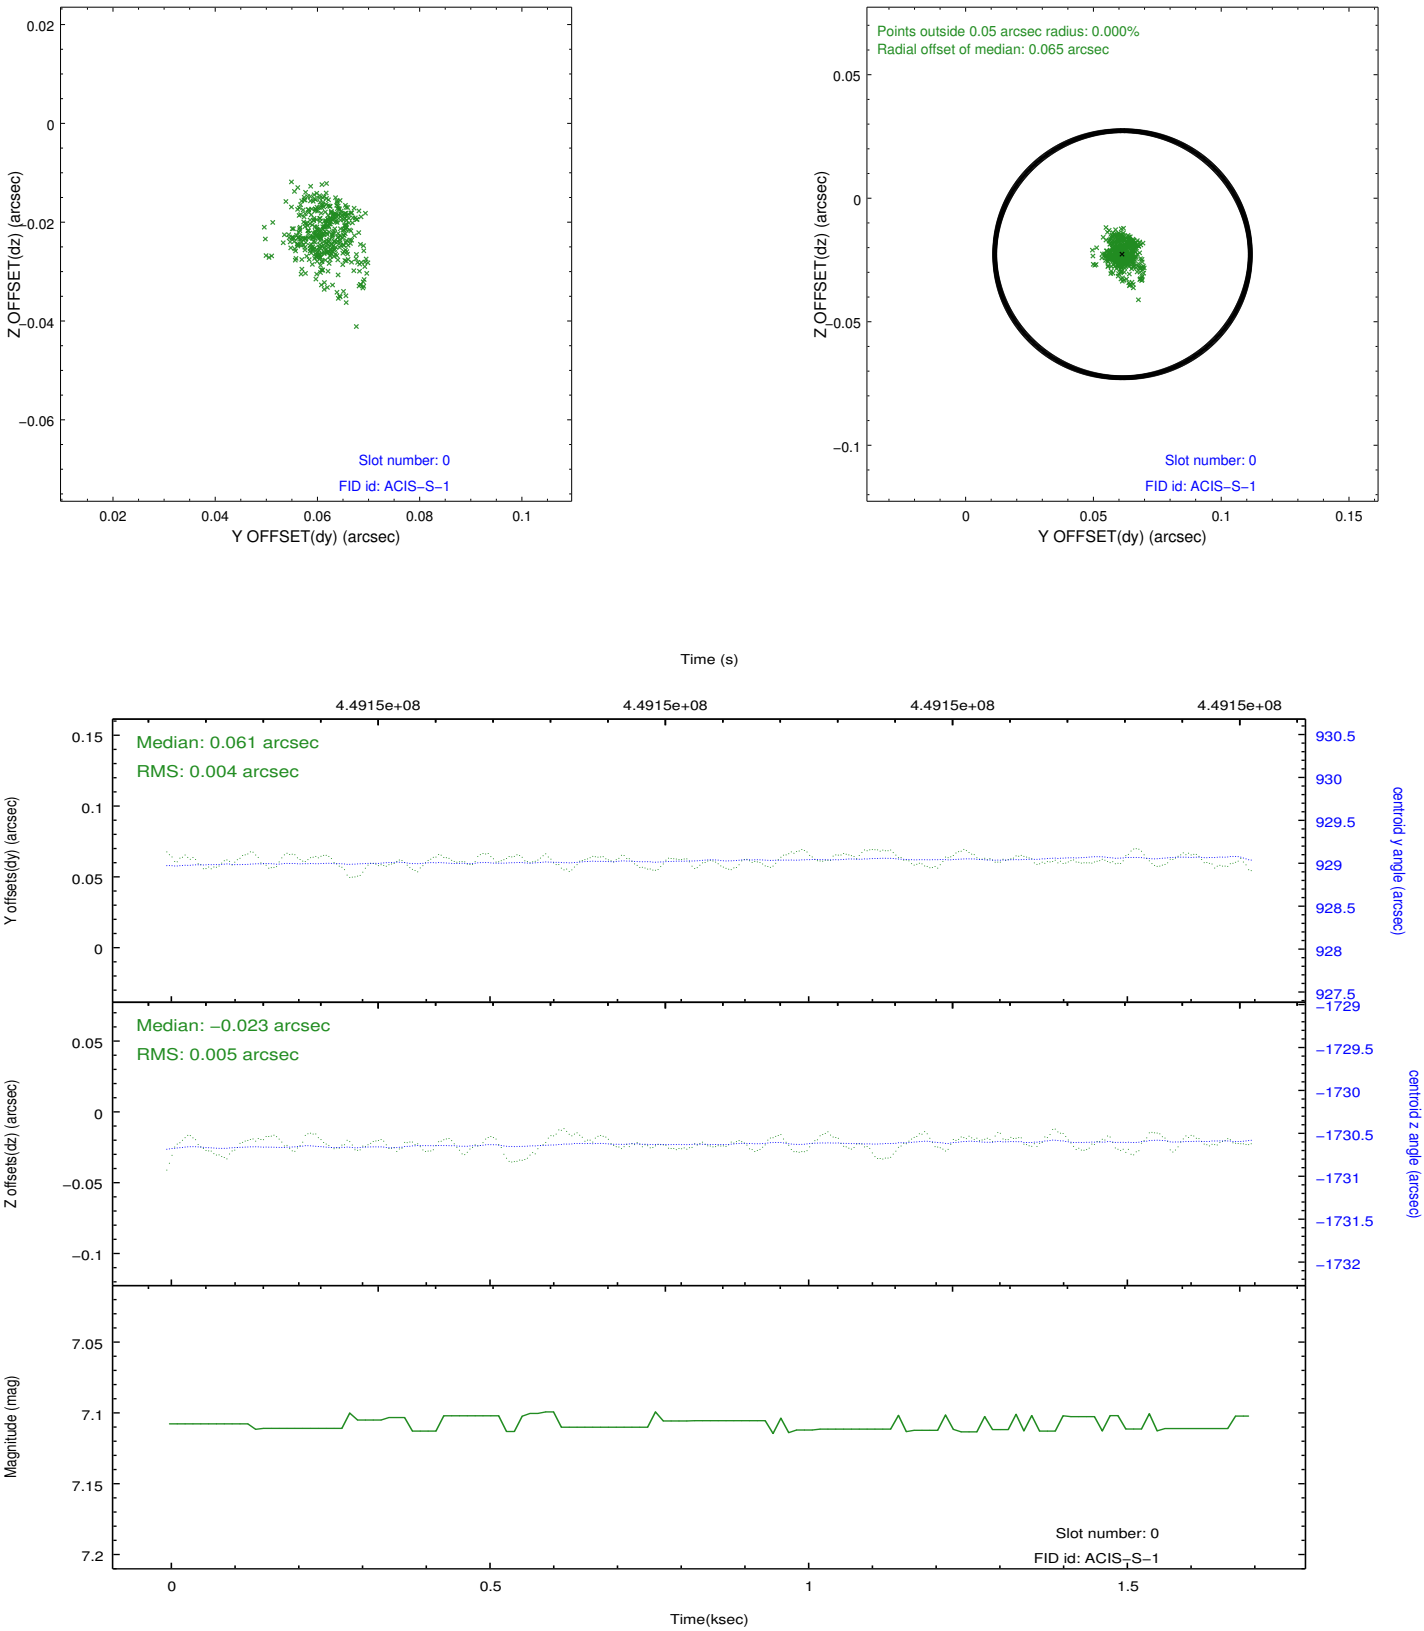 0.02
0
−0.02
−0.04
−0.06
Z OFFSET(dz) (arcsec)
Slot number: 0
FID id: ACIS−S−1
0.02 0.04 0.06 0.08 0.1
Y OFFSET(dy) (arcsec)
Points outside 0.05 arcsec radius: 0.000%
Radial offset of median: 0.065 arcsec
0.05
0
−0.05
−0.1
Z OFFSET(dz) (arcsec)
Slot number: 0
FID id: ACIS−S−1
0 0.05 0.1 0.15
Y OFFSET(dy) (arcsec)
Time (s)
4.4915e+08 4.4915e+08 4.4915e+08 4.4915e+08
Median: 0.061 arcsec
RMS: 0.004 arcsec
0.15
0.1
0.05
0
Y offsets(dy) (arcsec)
930.5
930
929.5
929
928.5
928
927.5
centroid y angle (arcsec)
Median: −0.023 arcsec
RMS: 0.005 arcsec
0.05
0
−0.05
−0.1
Z offsets(dz) (arcsec)
−1729
−1729.5
−1730
−1730.5
−1731
−1731.5
−1732
centroid z angle (arcsec)
7.05
7.1
7.15
7.2
Magnitude (mag)
Slot number: 0
FID id: ACIS−S−1
0 0.5 1 1.5
Time(ksec)